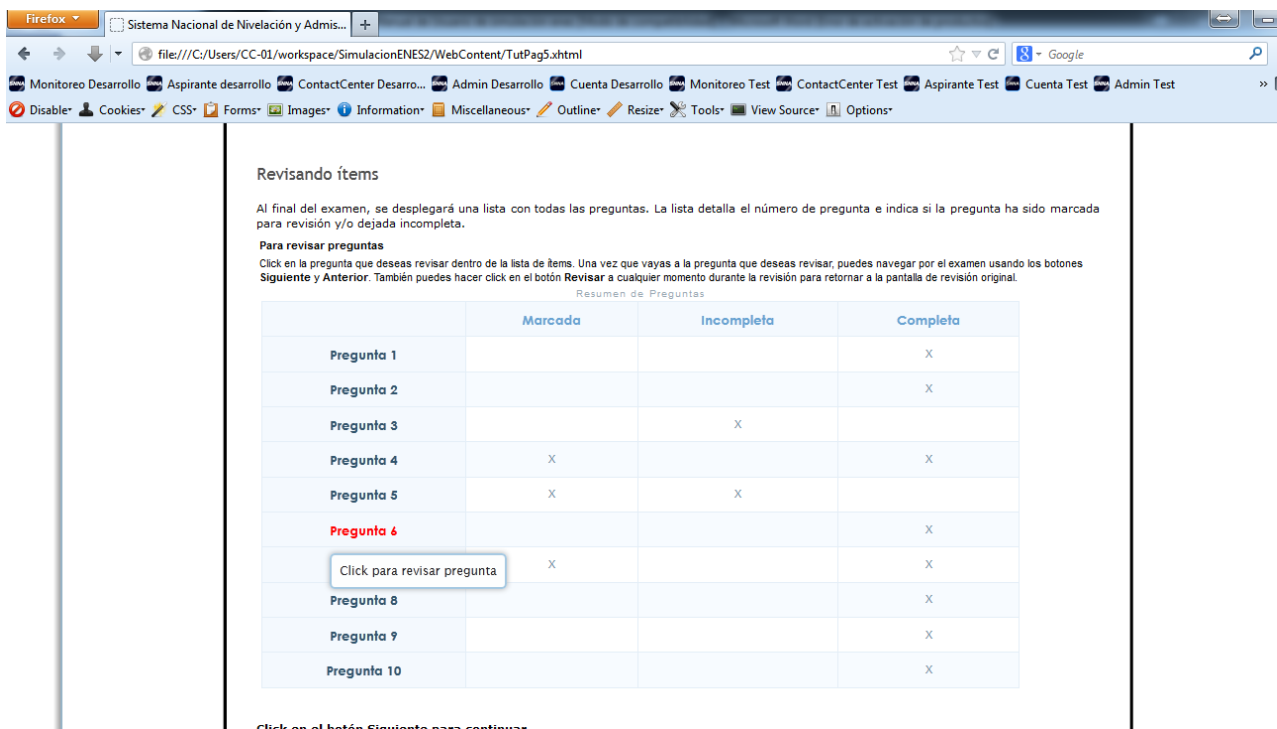 Firefox
Sistema Nacional de Nivelación y Admis...
file:///C:/Users/CC-01/workspace/SimulacionENES2/WebContent/TutPag5.xhtml
Google
Monitoreo Desarrollo Aspirante desarrollo ContactCenter Desarro... Admin Desarrollo Cuenta Desarrollo Monitoreo Test ContactCenter Test Aspirante Test Cuenta Test Admin Test »
Disable Cookies CSS Forms Images Information Miscellaneous Outline Resize Tools View Source Options
Revisando ítems
Al final del examen, se desplegará una lista con todas las preguntas. La lista detalla el número de pregunta e indica si la pregunta ha sido marcada
para revisión y/o dejada incompleta.
Para revisar preguntas
Click en la pregunta que deseas revisar dentro de la lista de ítems. Una vez que vayas a la pregunta que deseas revisar, puedes navegar por el examen usando los botones
Siguiente y Anterior. También puedes hacer click en el botón Revisar a cualquier momento durante la revisión para retornar a la pantalla de revisión original.
Resumen de Preguntas
Marcada Incompleta Completa
Pregunta 1 X
Pregunta 2 X
Pregunta 3 X
Pregunta 4 X X
Pregunta 5 X X
Pregunta 6 X
Click para revisar pregunta X X
Pregunta 8 X
Pregunta 9 X
Pregunta 10 X
Click en el botón Siguiente para continuar